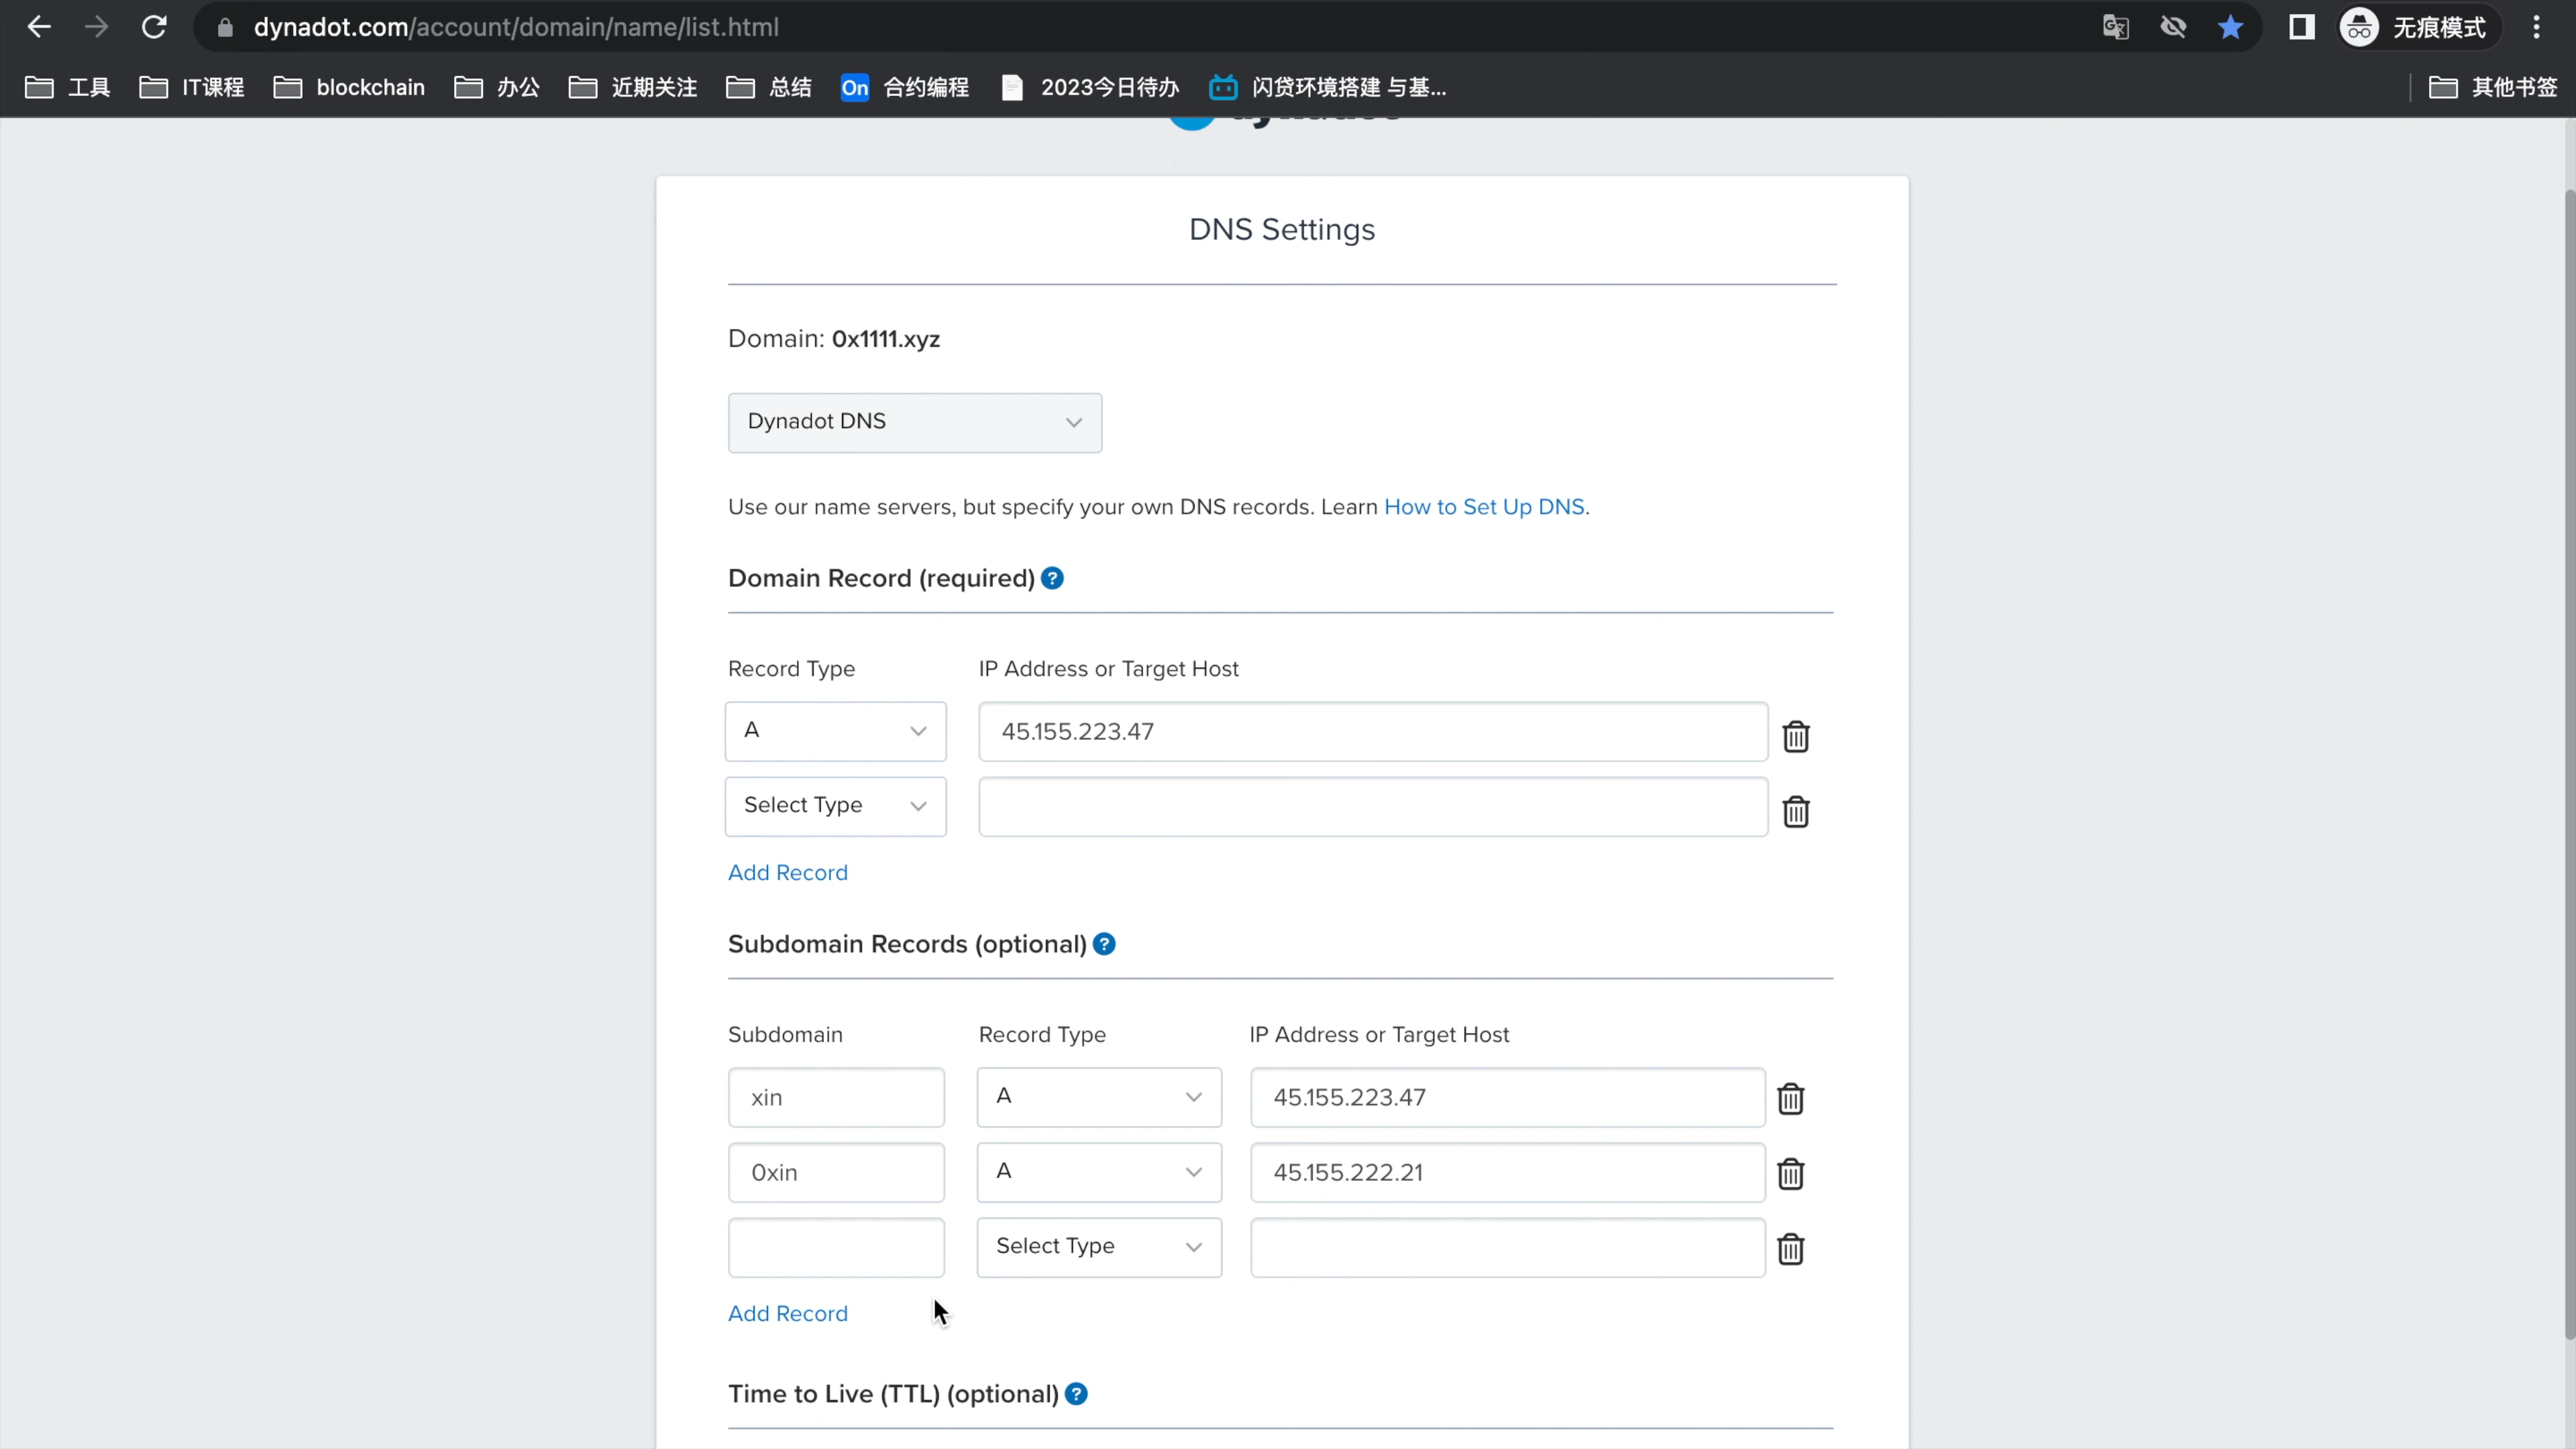 dynadot.com/account/domain/name/list.html
无痕模式
工具
IT课程
blockchain
办公
近期关注
总结
On
合约编程
2023今日待办
闪贷环境搭建 与基...
其他书签
DNS Settings
Domain: 0x1111.xyz
Dynadot DNS
Use our name servers, but specify your own DNS records. Learn How to Set Up DNS.
Domain Record (required) ?
Record Type
IP Address or Target Host
A
45.155.223.47
Select Type
Add Record
Subdomain Records (optional) ?
Subdomain
Record Type
IP Address or Target Host
xin
A
45.155.223.47
0xin
A
45.155.222.21
Select Type
Add Record
Time to Live (TTL) (optional) ?